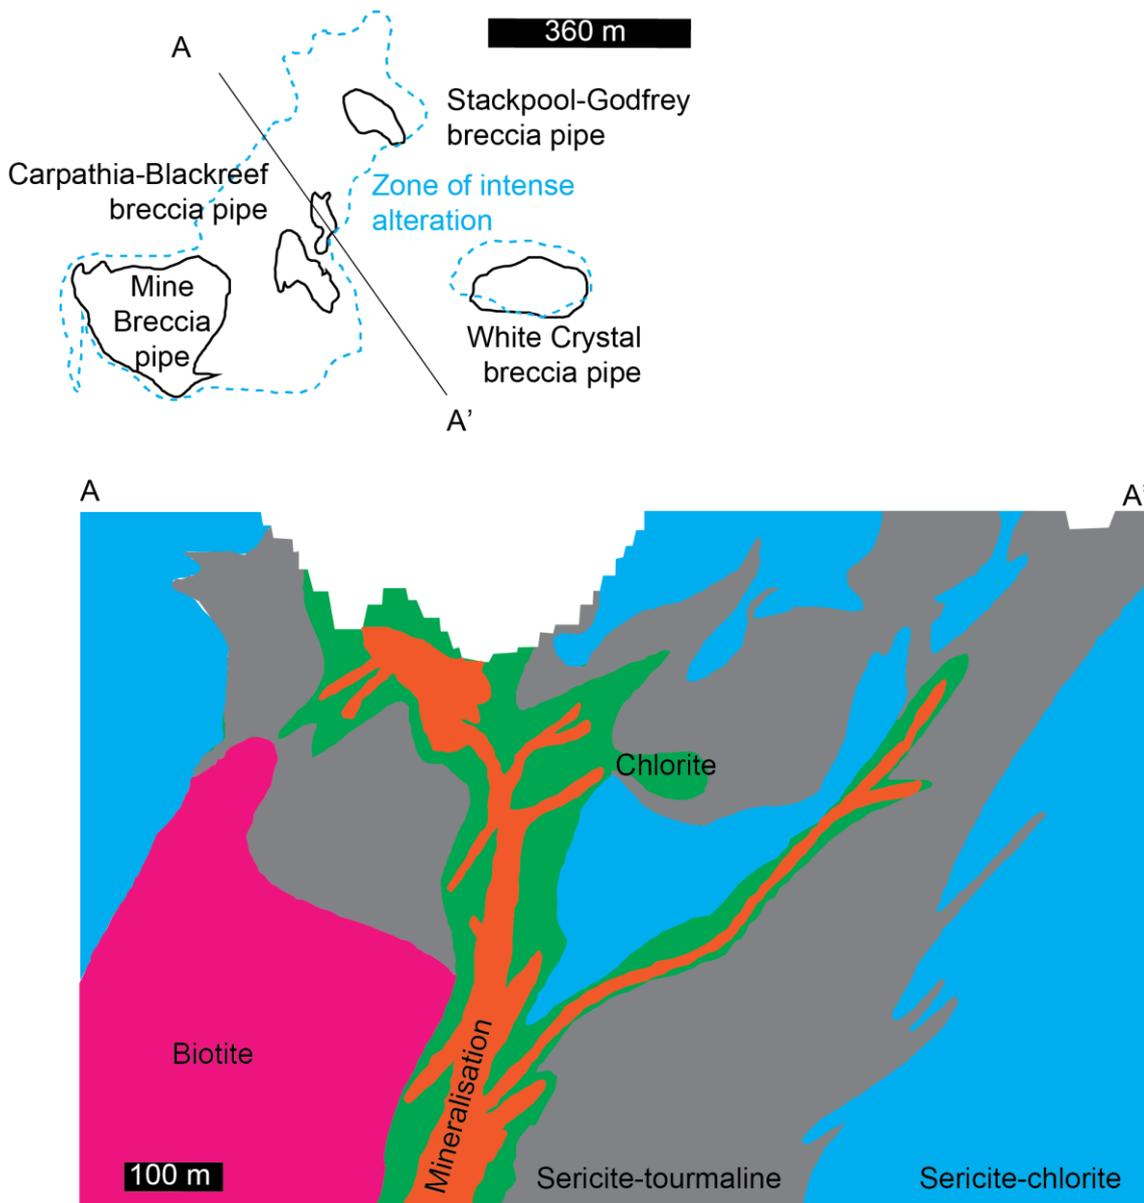 360 m
A
Stackpool-Godfrey
breccia pipe
Carpathia-Blackreef
breccia pipe
Zone of intense
alteration
Mine
Breccia
pipe
White Crystal
breccia pipe
A’
A
A’
Chlorite
Biotite
Mineralisation
100 m
Sericite-tourmaline
Sericite-chlorite